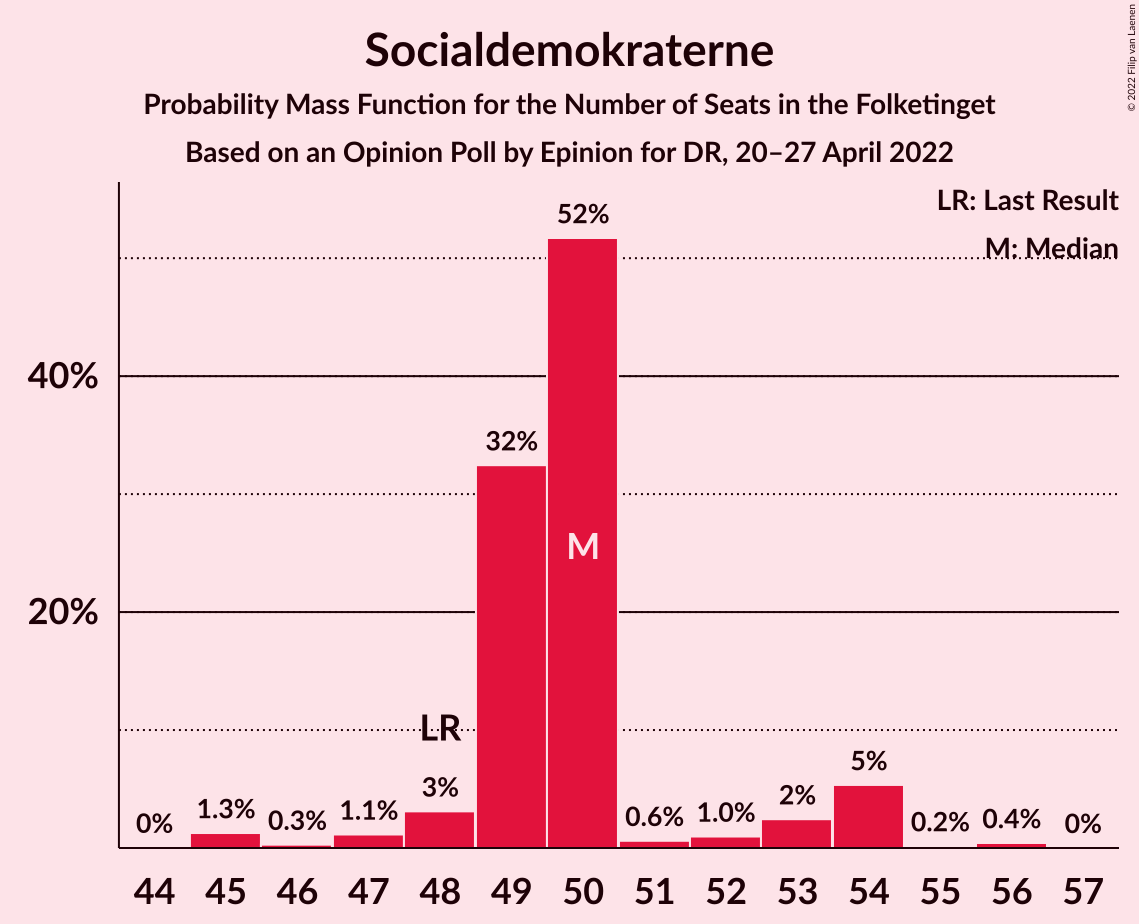 Socialdemokraterne
Probability Mass Function for the Number of Seats in the Folketinget
Based on an Opinion Poll by Epinion for DR, 20–27 April 2022
© 2022 Filip van Laenen
LR: Last Result
M: Median
40%
20%
0%
1.3%
0.3%
1.1%
3%
LR
32%
52%
M
0.6%
1.0%
2%
5%
0.2%
0.4%
0%
44 45 46 47 48 49 50 51 52 53 54 55 56 57